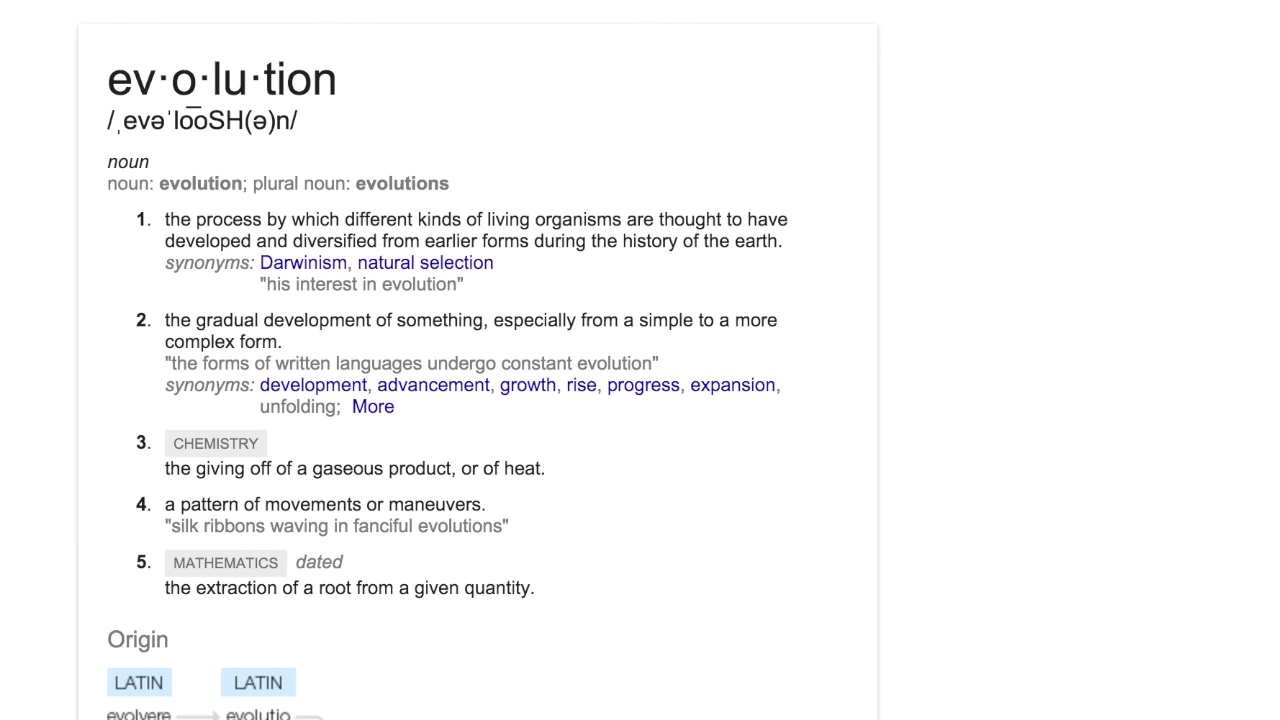 ev·o·lu·tion
/ˌevəˈlo͞oSH(ə)n/
noun
noun: evolution; plural noun: evolutions
1. the process by which different kinds of living organisms are thought to have
developed and diversified from earlier forms during the history of the earth.
synonyms: Darwinism, natural selection
"his interest in evolution"
2. the gradual development of something, especially from a simple to a more
complex form.
"the forms of written languages undergo constant evolution"
synonyms: development, advancement, growth, rise, progress, expansion,
unfolding; More
3. CHEMISTRY
the giving off of a gaseous product, or of heat.
4. a pattern of movements or maneuvers.
"silk ribbons waving in fanciful evolutions"
5. MATHEMATICS dated
the extraction of a root from a given quantity.
Origin
LATIN LATIN
evolvere evolutio